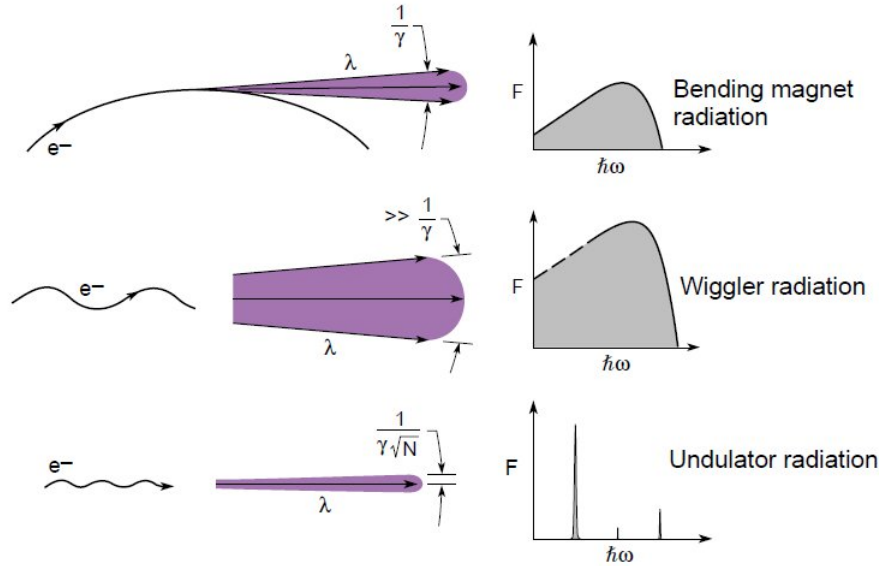 1/γ
λ
e−
F
ħω
Bending magnet
radiation
>> 1/γ
e−
λ
F
ħω
Wiggler radiation
1/γ√N
e−
λ
F
ħω
Undulator radiation